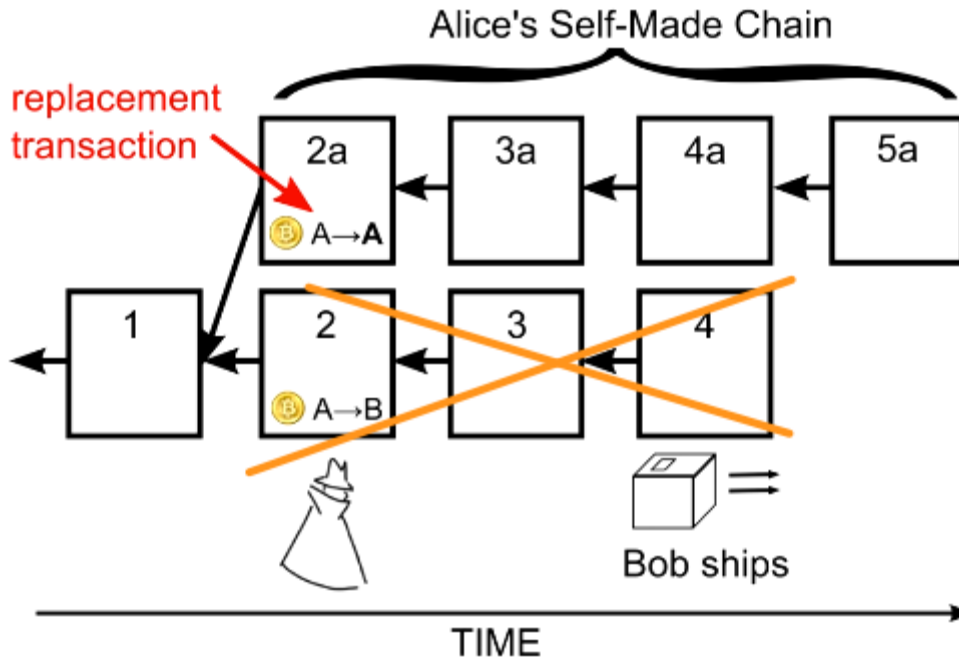 Alice's Self-Made Chain
replacement
transaction
2a
3a
4a
5a
A→A
1
2
3
4
A→B
Bob ships
TIME